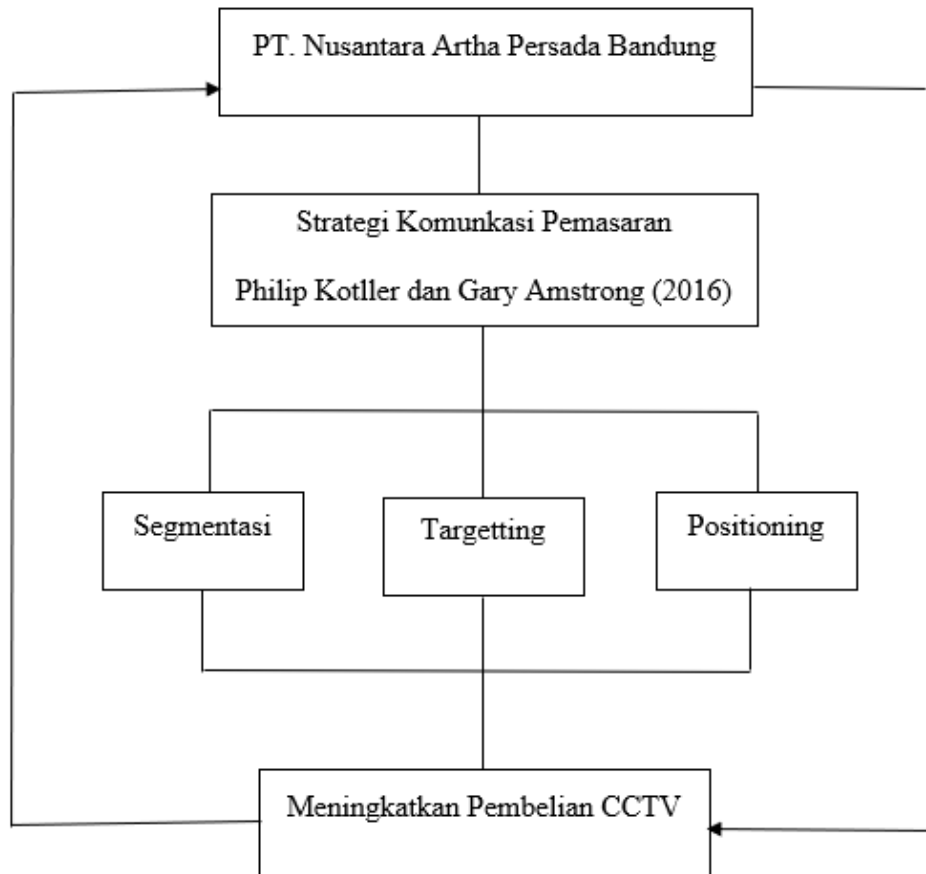 PT. Nusantara Artha Persada Bandung
Strategi Komunkasi Pemasaran
Philip Kotller dan Gary Amstrong (2016)
Segmentasi
Targetting
Positioning
Meningkatkan Pembelian CCTV